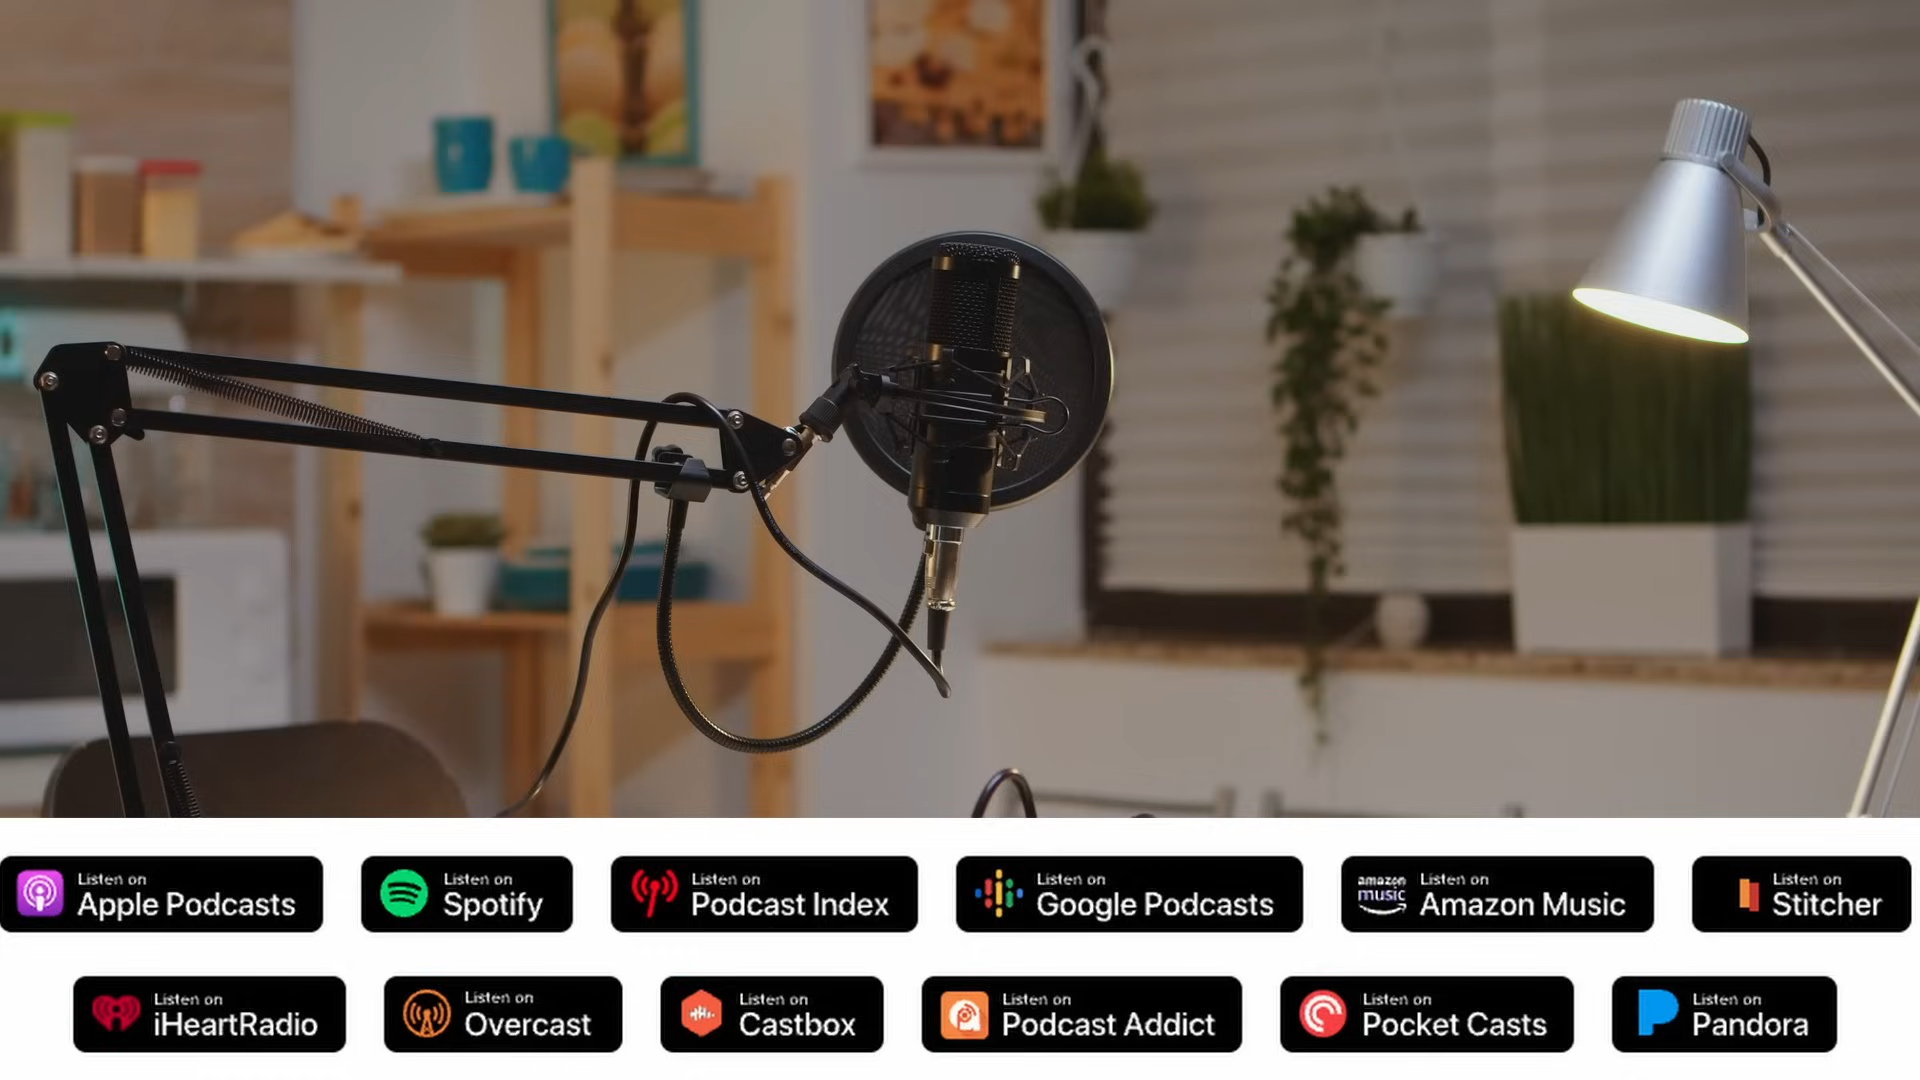 Listen on
Apple Podcasts
Listen on
Spotify
Listen on
Podcast Index
Listen on
Google Podcasts
amazon
music
Listen on
Amazon Music
Listen on
Stitcher
Listen on
iHeartRadio
Listen on
Overcast
Listen on
Castbox
Listen on
Podcast Addict
Listen on
Pocket Casts
Listen on
Pandora